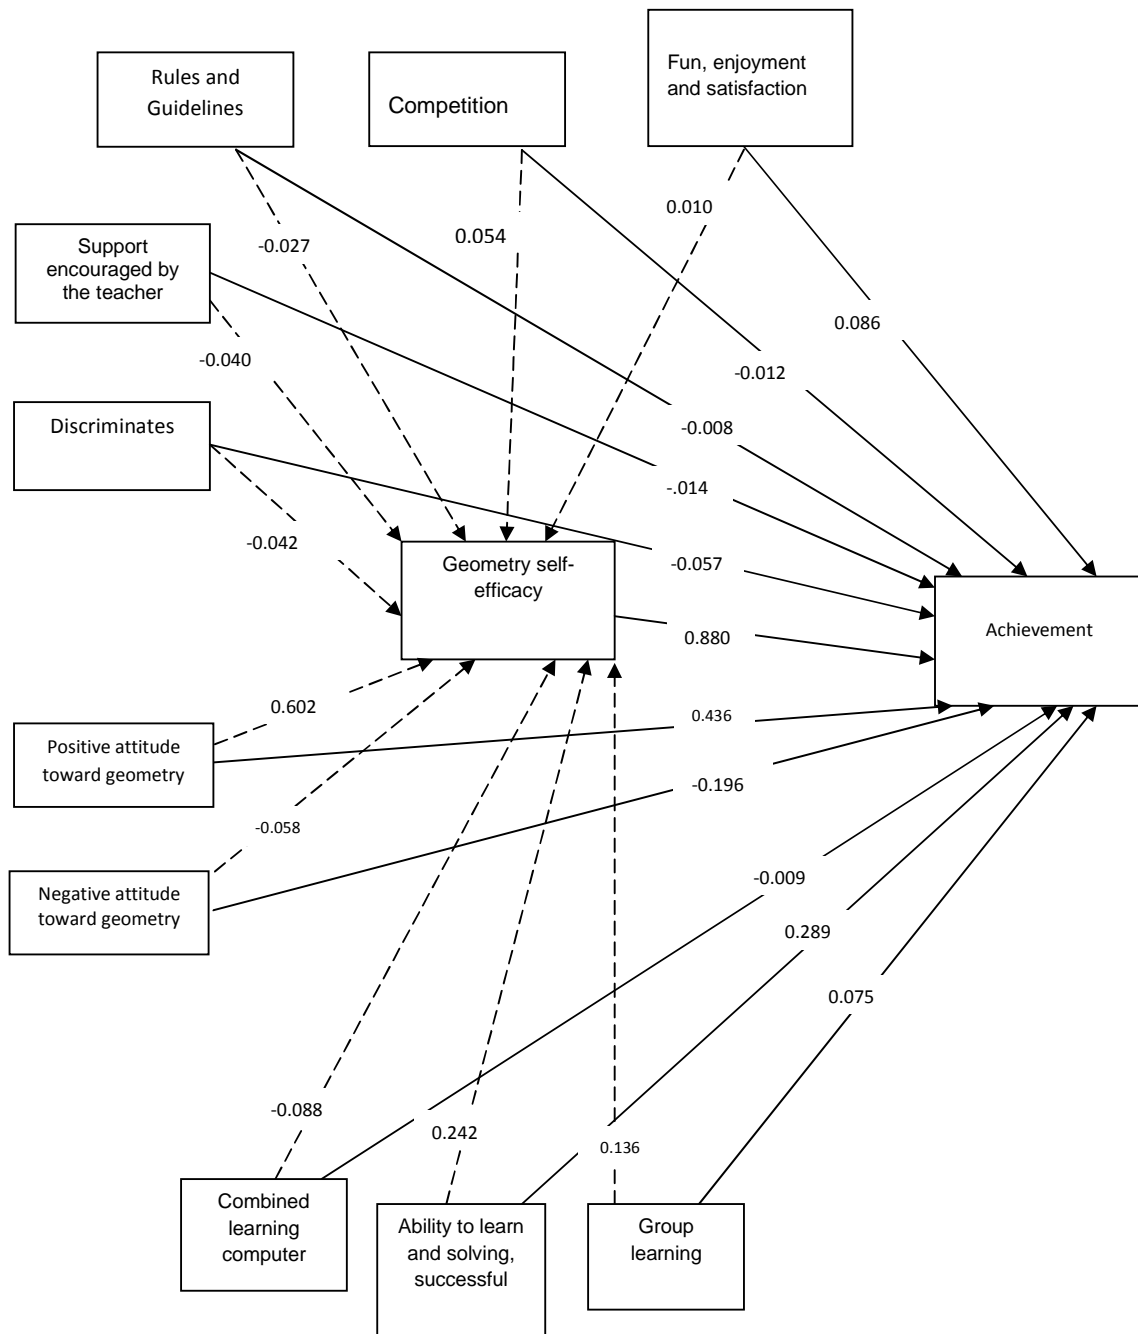 Rules and
Guidelines
Competition
Fun, enjoyment
and satisfaction
Support
encouraged by
the teacher
-0.027
0.054
0.010
0.086
-0.040
-0.012
Discriminates
-0.008
-.014
-0.042
-0.057
Geometry self-
efficacy
0.880
Achievement
0.602
0.436
Positive attitude
toward geometry
-0.196
-0.058
Negative attitude
toward geometry
-0.009
0.289
0.075
-0.088
0.242
0.136
Combined
learning
computer
Ability to learn
and solving,
successful
Group
learning